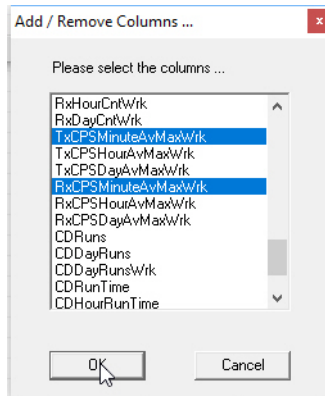 Add / Remove Columns ...
x
Please select the columns ...
RxHourCntWrk
RxDayCntWrk
TxCPSMinuteAvMaxWrk
TxCPSHourAvMaxWrk
TxCPSDayAvMaxWrk
RxCPSMinuteAvMaxWrk
RxCPSHourAvMaxWrk
RxCPSDayAvMaxWrk
CDRuns
CDDayRuns
CDDayRunsWrk
CDRunTime
CDHourRunTime
OK
Cancel